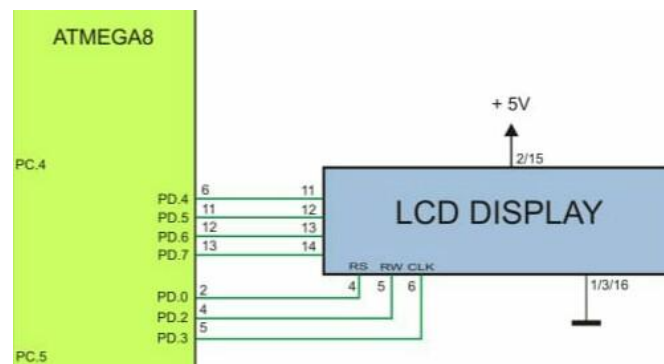 ATMEGA8
+ 5V
2/15
PC.4
PD.4 6 11
PD.5 11 12
PD.6 12 13
PD.7 13 14
LCD DISPLAY
RS RW CLK
4 5 6
1/3/16
PD.0 2
PD.2 4
PD.3 5
PC.5